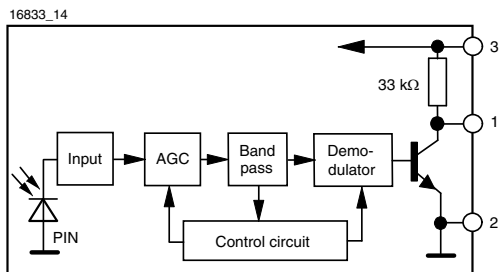 16833_14
3
33 kΩ
1
Input
AGC
Band
pass
Demo-
dulator
2
PIN
Control circuit